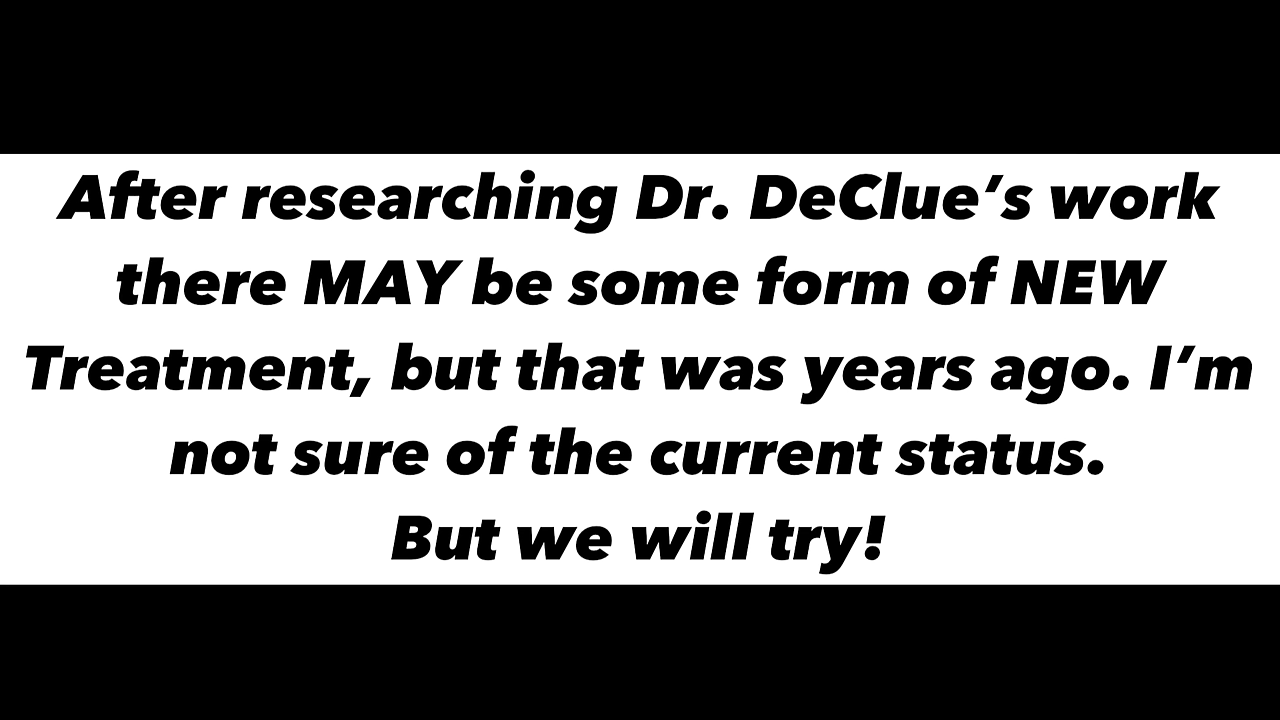 After researching Dr. DeClue’s work
there MAY be some form of NEW
Treatment, but that was years ago. I’m
not sure of the current status.
But we will try!